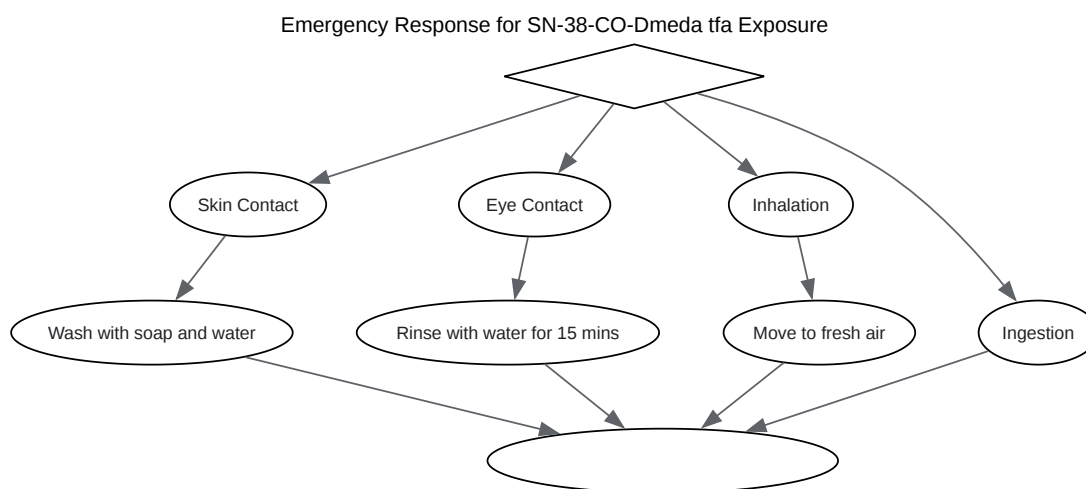 Emergency Response for SN-38-CO-Dmeda tfa Exposure
Skin Contact
Eye Contact
Inhalation
Wash with soap and water
Rinse with water for 15 mins
Move to fresh air
Ingestion